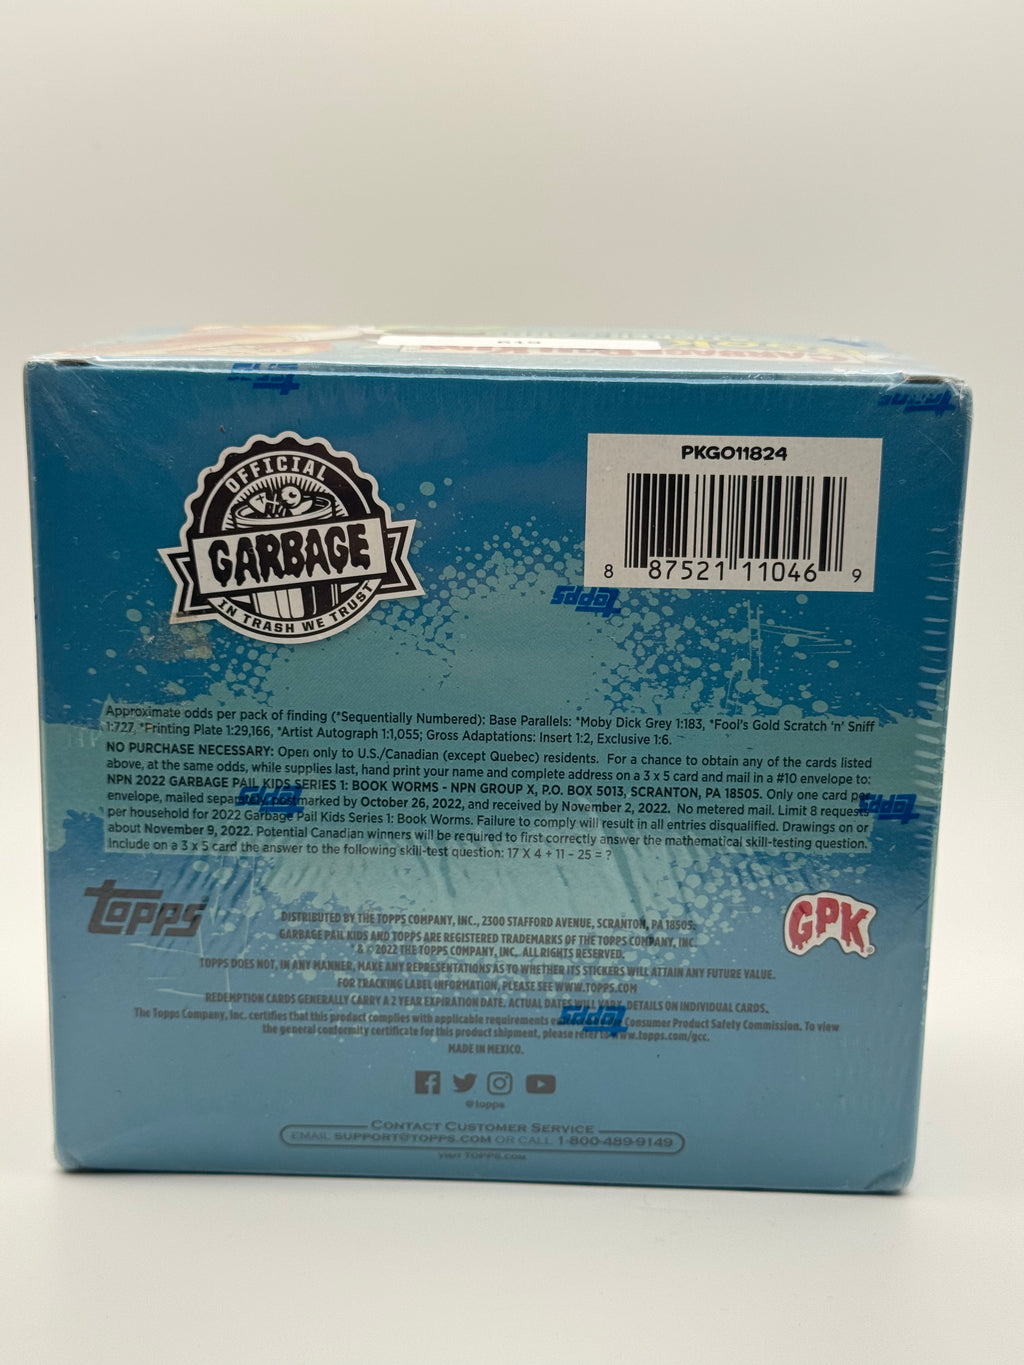 GARBAGE PAIL KIDS
OFFICIAL
GARBAGE
IN TRASH WE TRUST
PKG011824
8 87521 11046 9
topps
Approximate odds per pack of finding (*Sequentially Numbered): Base Parallels: *Moby Dick Grey 1:183, *Fool's Gold Scratch 'n' Sniff
1:727, *Printing Plate 1:29,166, *Artist Autograph 1:1,055; Gross Adaptations: Insert 1:2, Exclusive 1:6.
NO PURCHASE NECESSARY: Open only to U.S./Canadian (except Quebec) residents. For a chance to obtain any of the cards listed
above, at the same odds, while supplies last, hand print your name and complete address on a 3 x 5 card and mail in a #10 envelope to:
NPN 2022 GARBAGE PAIL KIDS SERIES 1: BOOK WORMS - NPN GROUP X, P.O. BOX 5013, SCRANTON, PA 18505. Only one card per
envelope, mailed separately, postmarked by October 26, 2022, and received by November 2, 2022. No metered mail. Limit 8 requests
per household for 2022 Garbage Pail Kids Series 1: Book Worms. Failure to comply will result in all entries disqualified. Drawings on or
about November 9, 2022. Potential Canadian winners will be required to first correctly answer the mathematical skill-testing question.
Include on a 3 x 5 card the answer to the following skill-test question: 17 X 4 + 11 - 25 = ?
topps
GPK
DISTRIBUTED BY THE TOPPS COMPANY, INC., 2300 STAFFORD AVENUE, SCRANTON, PA 18505.
GARBAGE PAIL KIDS AND TOPPS ARE REGISTERED TRADEMARKS OF THE TOPPS COMPANY, INC.
® & © 2022 THE TOPPS COMPANY, INC. ALL RIGHTS RESERVED.
TOPPS DOES NOT, IN ANY MANNER, MAKE ANY REPRESENTATIONS AS TO WHETHER ITS STICKERS WILL ATTAIN ANY FUTURE VALUE.
FOR TRACKING LABEL INFORMATION, PLEASE SEE WWW.TOPPS.COM
REDEMPTION CARDS GENERALLY CARRY A 2 YEAR EXPIRATION DATE. ACTUAL DATES WILL VARY. DETAILS ON INDIVIDUAL CARDS.
The Topps Company, Inc. certifies that this product complies with applicable requirements Consumer Product Safety Commission. To view
the general conformity certificate for this product shipment, please refer to www.topps.com/gcc.
MADE IN MEXICO.
@topps
CONTACT CUSTOMER SERVICE
EMAIL SUPPORT@TOPPS.COM OR CALL 1-800-489-9149
VISIT TOPPS.COM